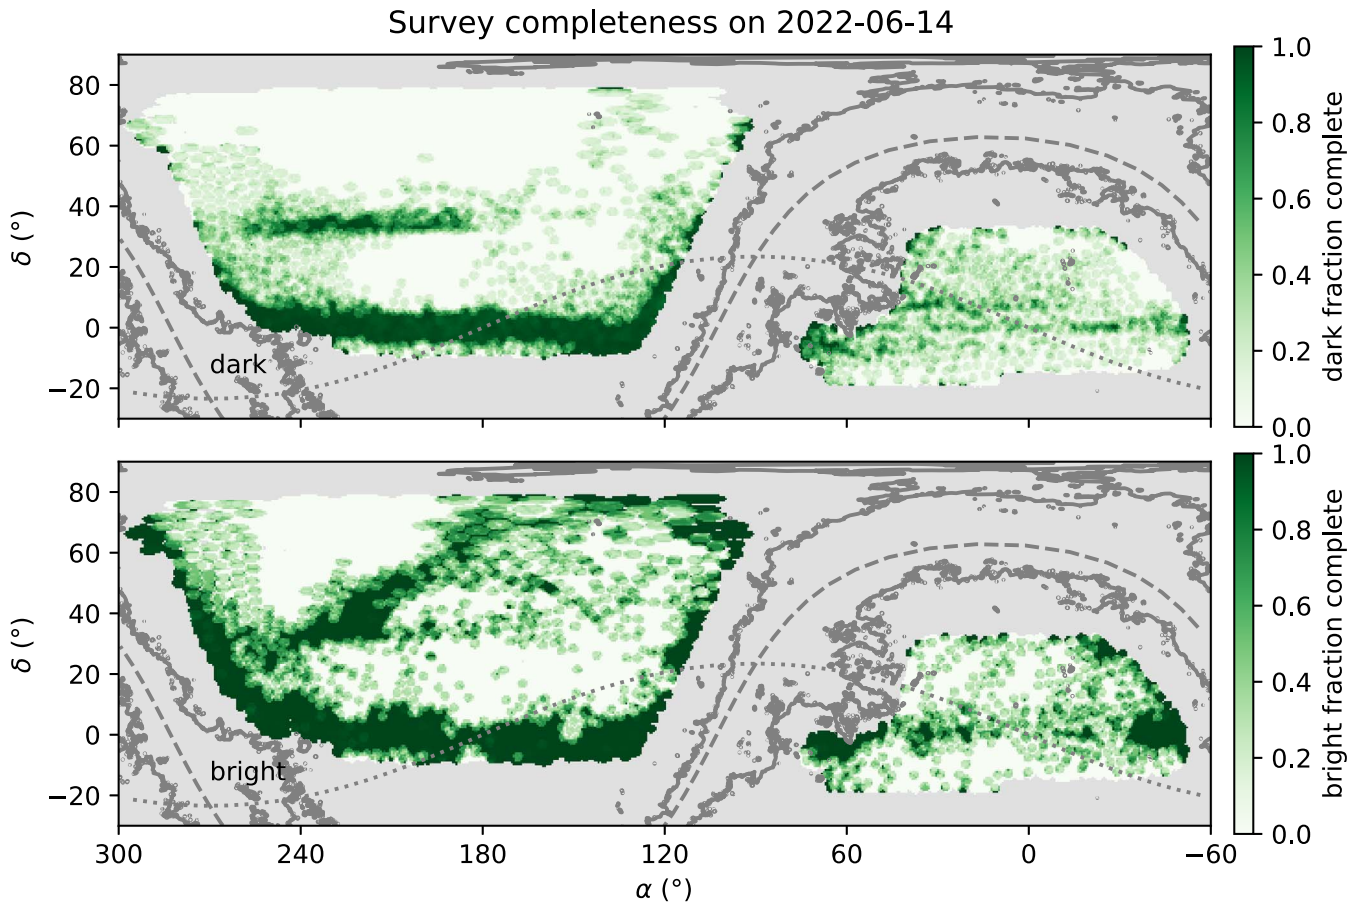 Survey completeness on 2022-06-14
80
60
40
20
0
−20
δ (°)
dark
1.0
0.8
0.6
0.4
0.2
0.0
dark fraction complete
80
60
40
20
0
−20
δ (°)
bright
1.0
0.8
0.6
0.4
0.2
0.0
bright fraction complete
300 240 180 120 60 0 −60
α (°)